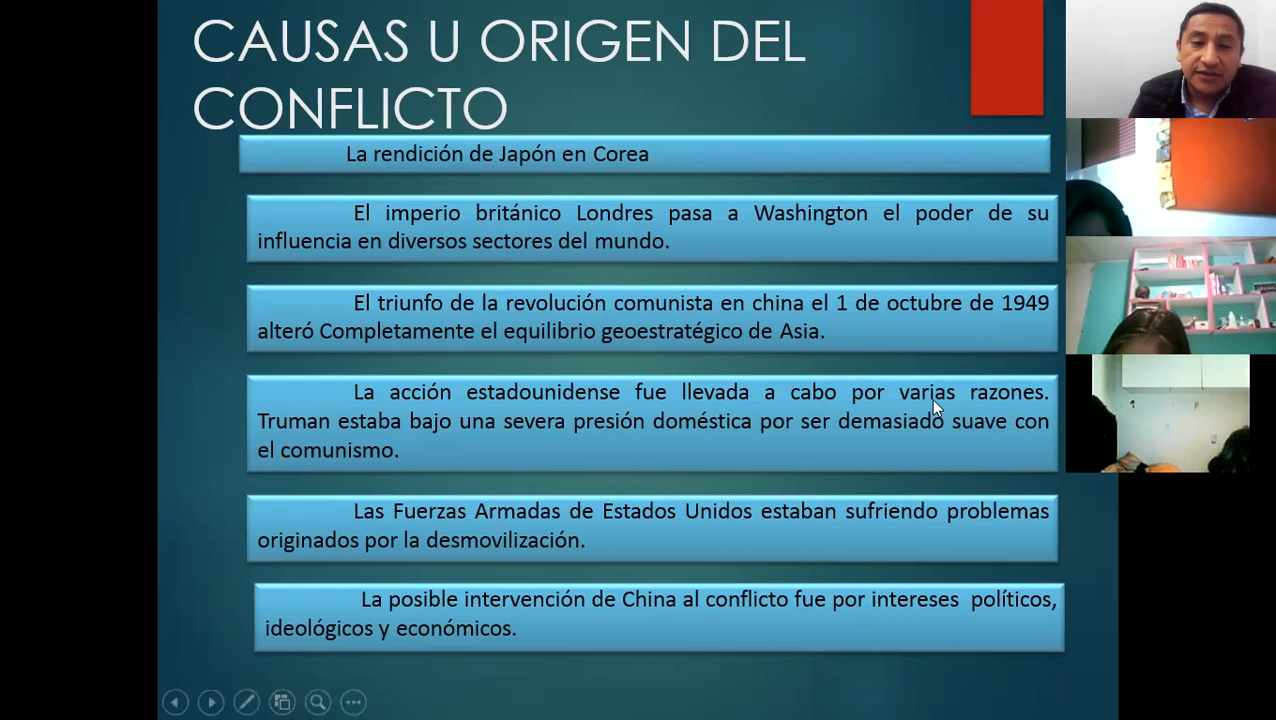 CAUSAS U ORIGEN DEL
CONFLICTO
La rendición de Japón en Corea
El imperio británico Londres pasa a Washington el poder de su
influencia en diversos sectores del mundo.
El triunfo de la revolución comunista en china el 1 de octubre de 1949
alteró Completamente el equilibrio geoestratégico de Asia.
La acción estadounidense fue llevada a cabo por varias razones.
Truman estaba bajo una severa presión doméstica por ser demasiado suave con
el comunismo.
Las Fuerzas Armadas de Estados Unidos estaban sufriendo problemas
originados por la desmovilización.
La posible intervención de China al conflicto fue por intereses políticos,
ideológicos y económicos.